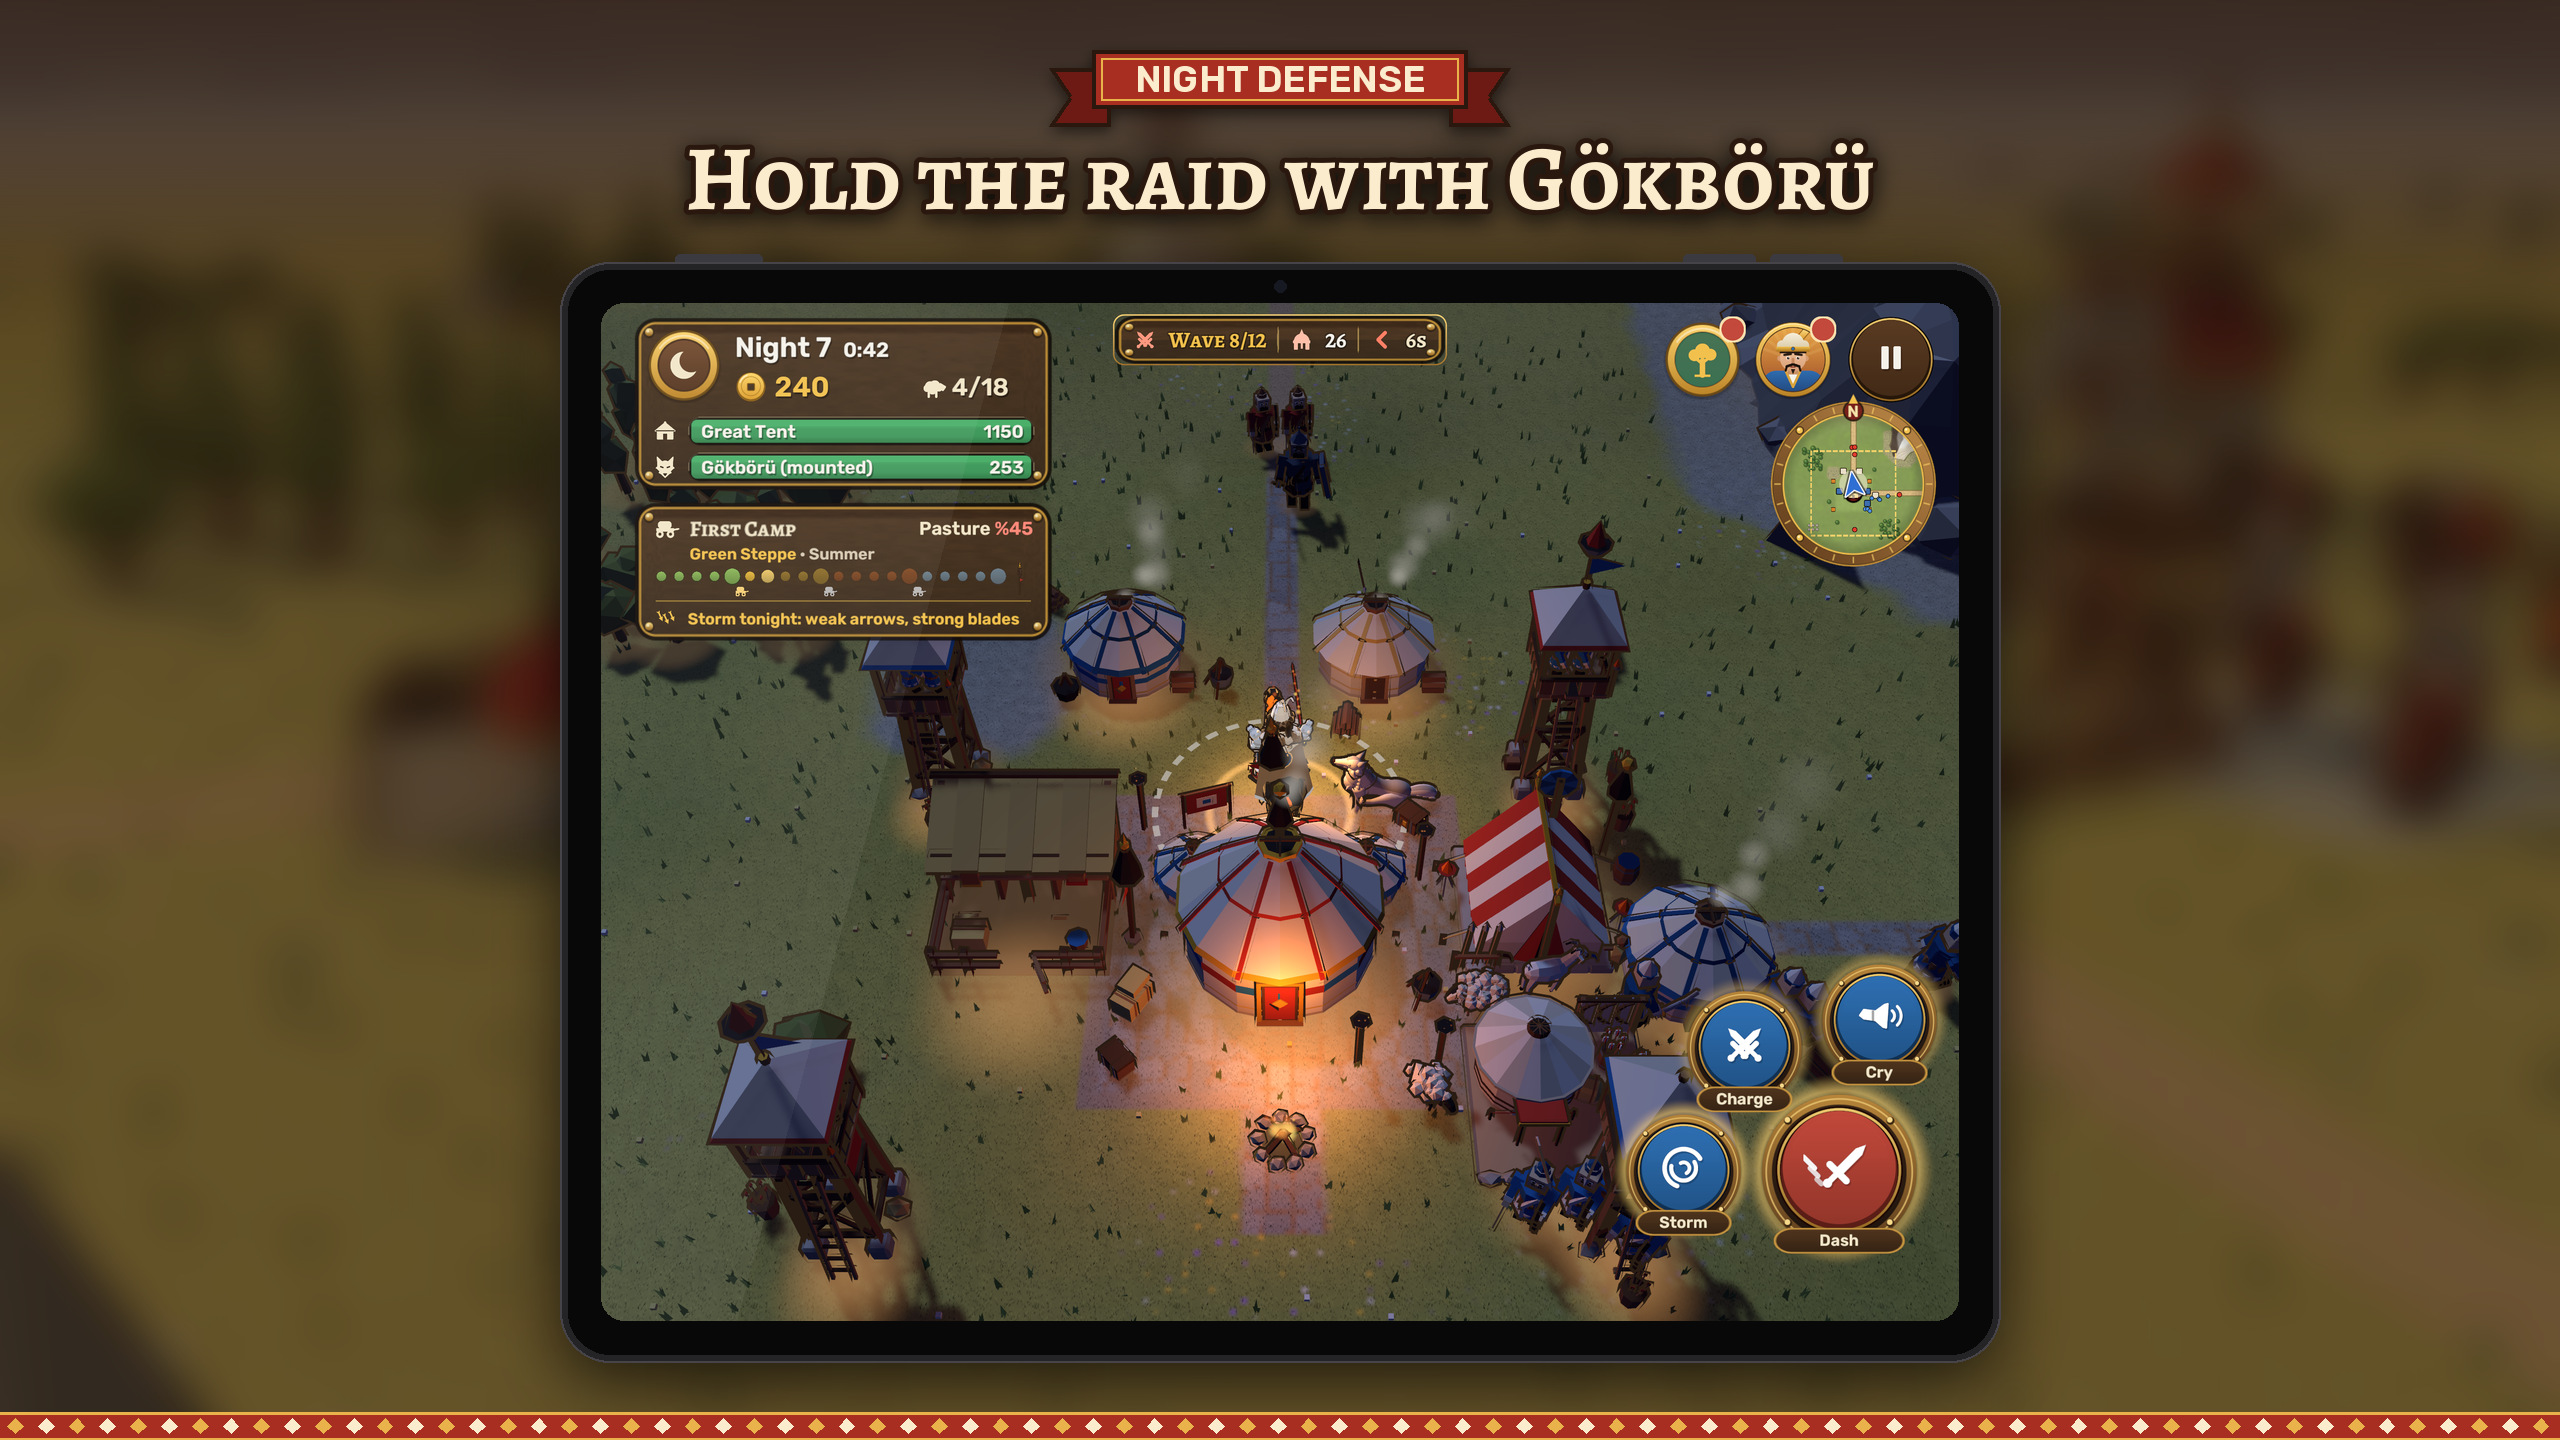 NIGHT DEFENSE
HOLD THE RAID WITH GÖKBÖRÜ
Night 7 0:42
240 4/18
Great Tent 1150
Gökbörü (mounted) 253
WAVE 8/12 26 6s
N
FIRST CAMP Pasture %45
Green Steppe • Summer
Storm tonight: weak arrows, strong blades
Cry
Charge
Storm
Dash